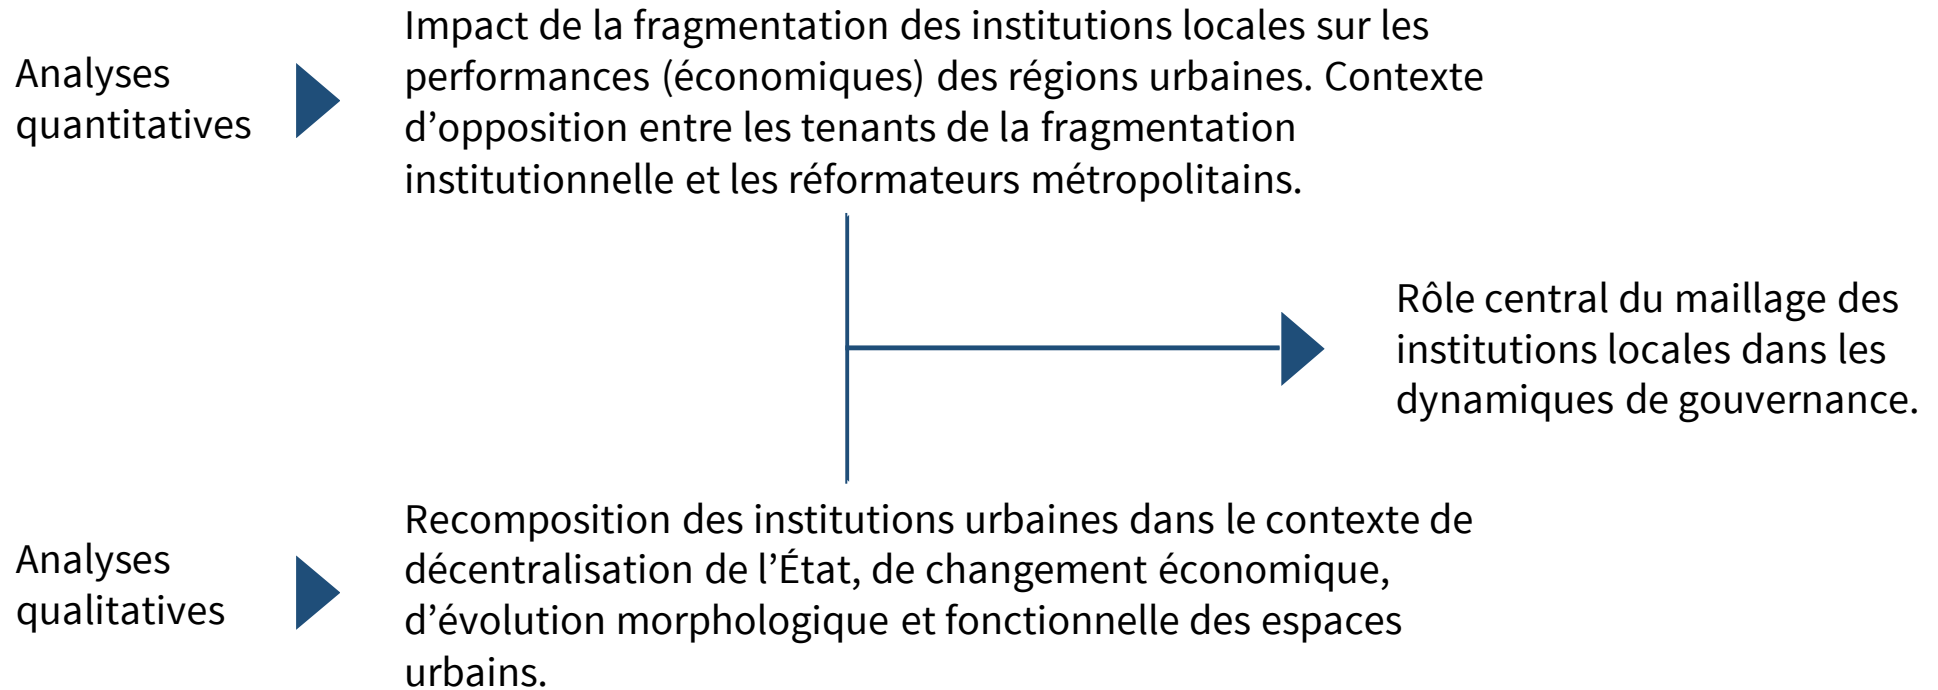 Analyses
quantitatives
Impact de la fragmentation des institutions locales sur les
performances (économiques) des régions urbaines. Contexte
d’opposition entre les tenants de la fragmentation
institutionnelle et les réformateurs métropolitains.
Rôle central du maillage des
institutions locales dans les
dynamiques de gouvernance.
Analyses
qualitatives
Recomposition des institutions urbaines dans le contexte de
décentralisation de l’État, de changement économique,
d’évolution morphologique et fonctionnelle des espaces
urbains.